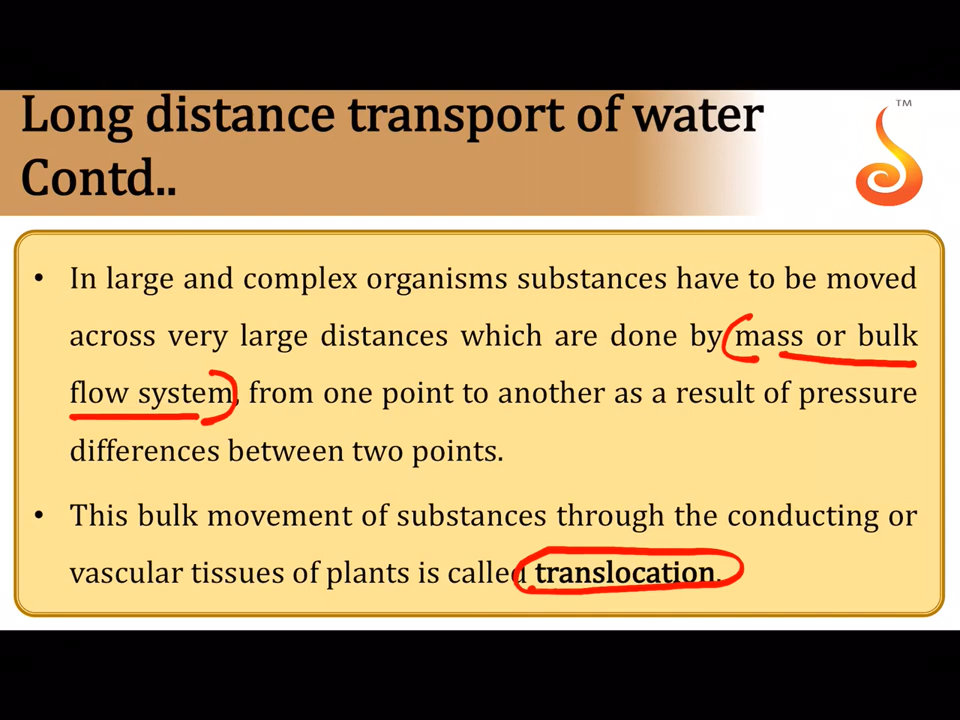 Long distance transport of water
Contd..
TM
• In large and complex organisms substances have to be moved
across very large distances which are done by mass or bulk
flow system, from one point to another as a result of pressure
differences between two points.
• This bulk movement of substances through the conducting or
vascular tissues of plants is called translocation.